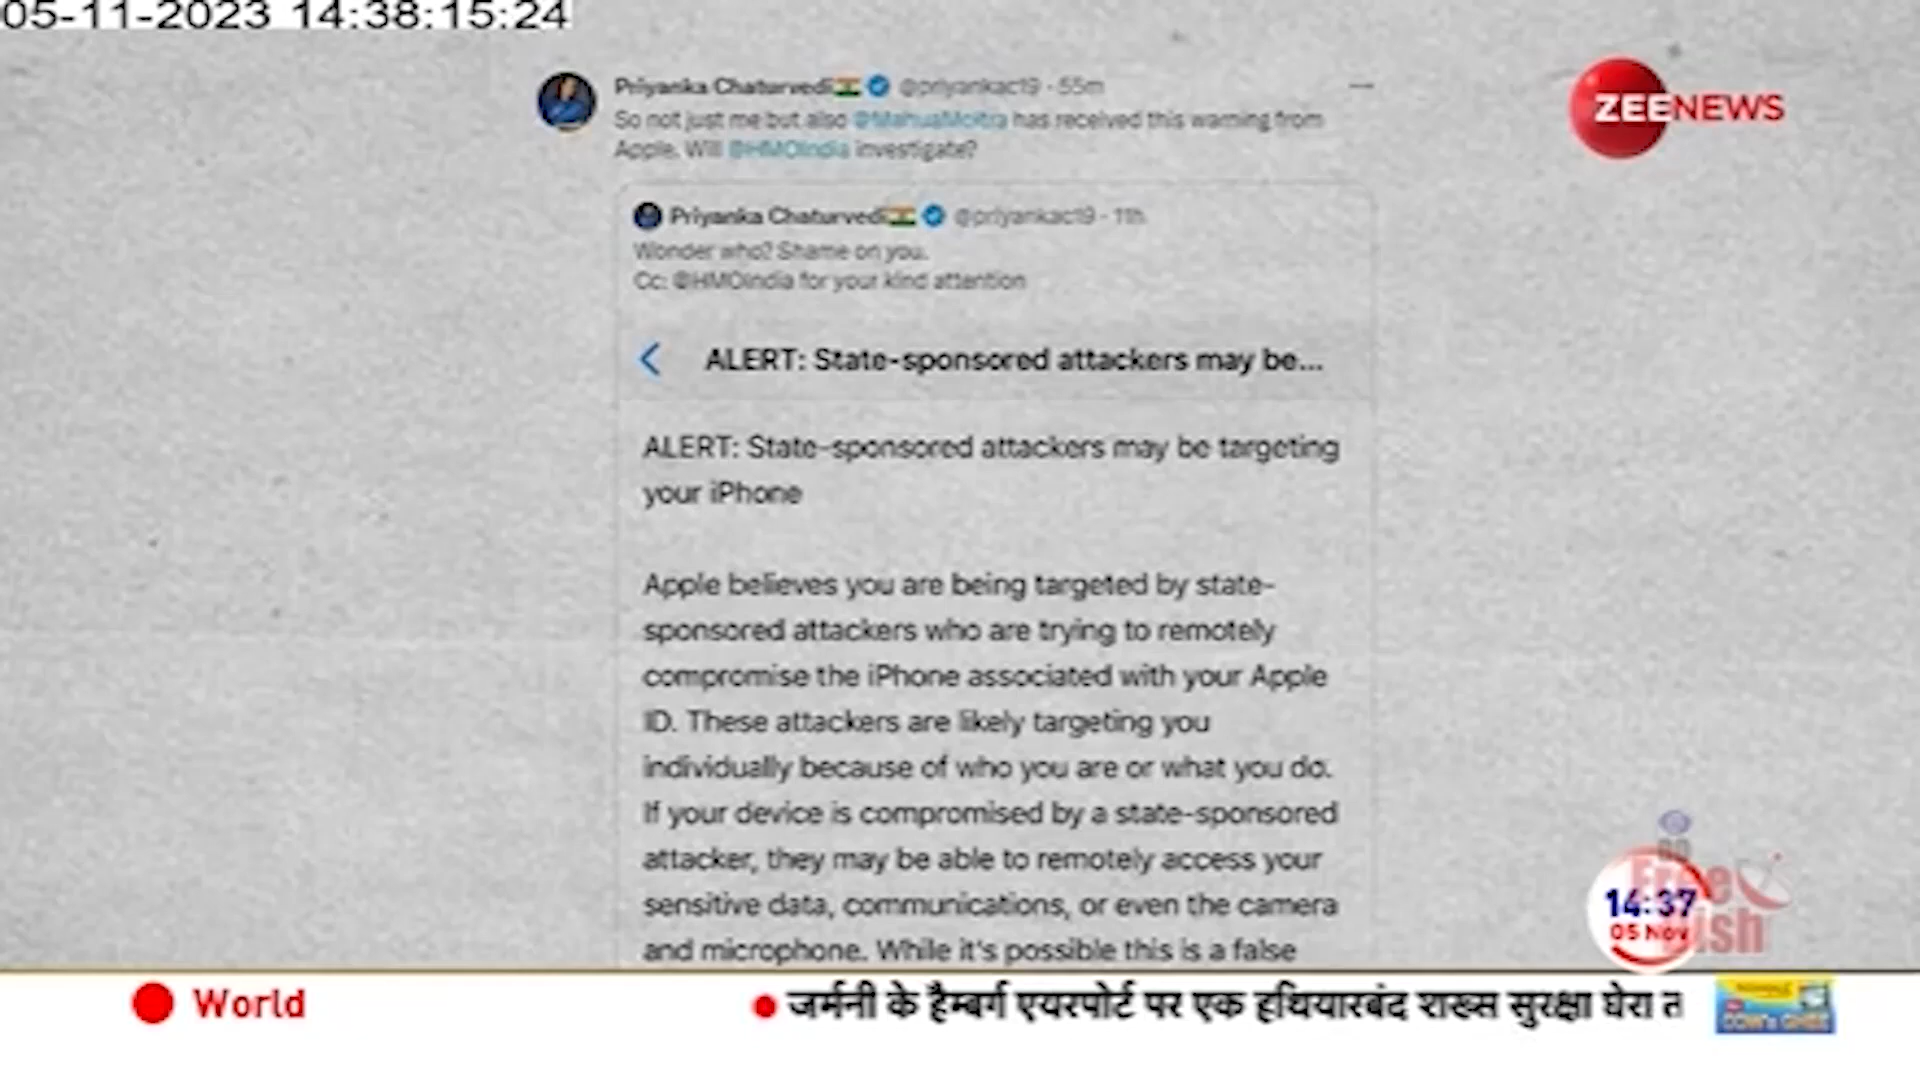 05-11-2023 14:38:15:24
Priyanka Chaturvedi🇮🇳 @priyankac19 · 55m
So not just me but also @MahuaMoitra has received this warning from
Apple. Will @HMOIndia investigate?
ZEE NEWS
Priyanka Chaturvedi🇮🇳 @priyankac19 · 11h
Wonder who? Shame on you.
Cc: @HMOIndia for your kind attention
ALERT: State-sponsored attackers may be...
ALERT: State-sponsored attackers may be targeting
your iPhone
Apple believes you are being targeted by state-
sponsored attackers who are trying to remotely
compromise the iPhone associated with your Apple
ID. These attackers are likely targeting you
individually because of who you are or what you do.
If your device is compromised by a state-sponsored
attacker, they may be able to remotely access your
sensitive data, communications, or even the camera
and microphone. While it's possible this is a false
14:37
05 Nov
World
जर्मनी के हैम्बर्ग एयरपोर्ट पर एक हथियारबंद शख्स सुरक्षा घेरा त